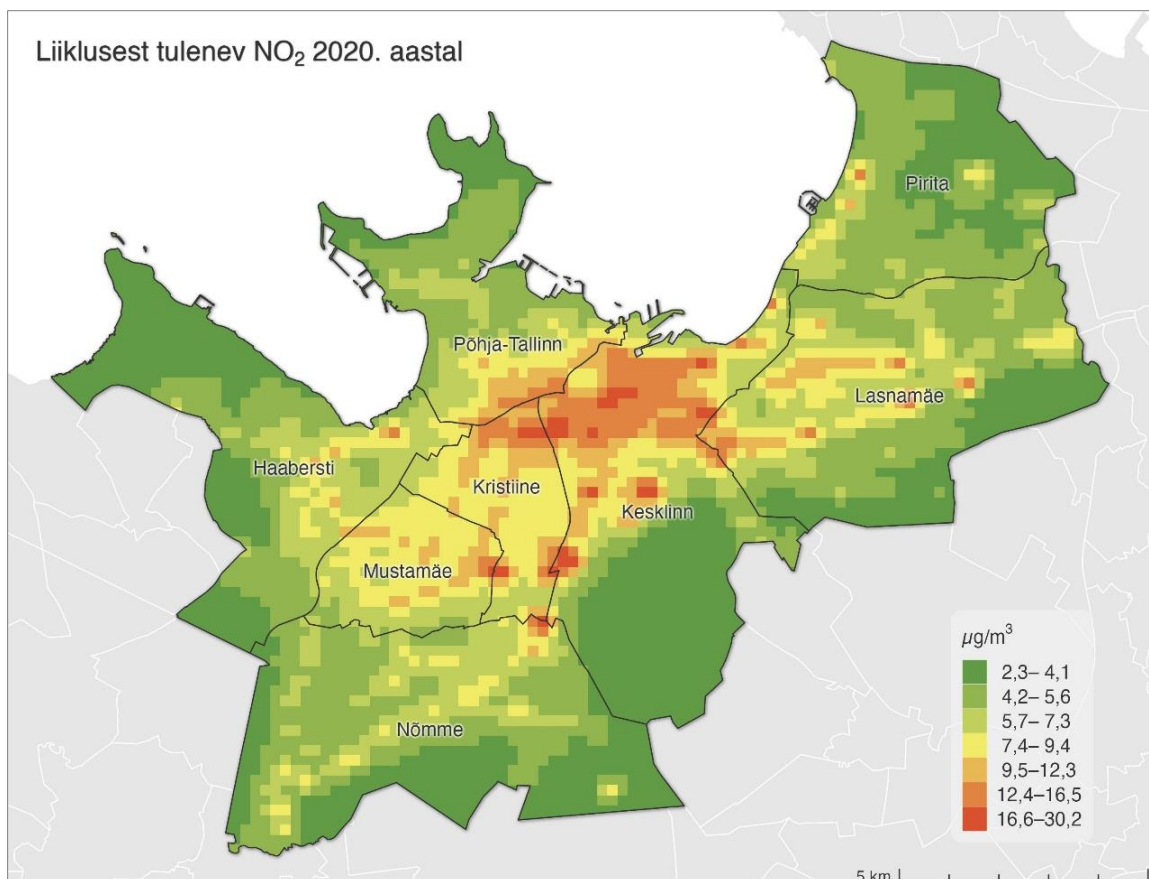 Liiklusest tulenev NO₂ 2020. aastal
Pirita
Põhja-Tallinn
Lasnamäe
Haabersti
Kristiine
Kesklinn
Mustamäe
Nõmme
µg/m³
2,3– 4,1
4,2– 5,6
5,7– 7,3
7,4– 9,4
9,5–12,3
12,4–16,5
16,6–30,2
5 km